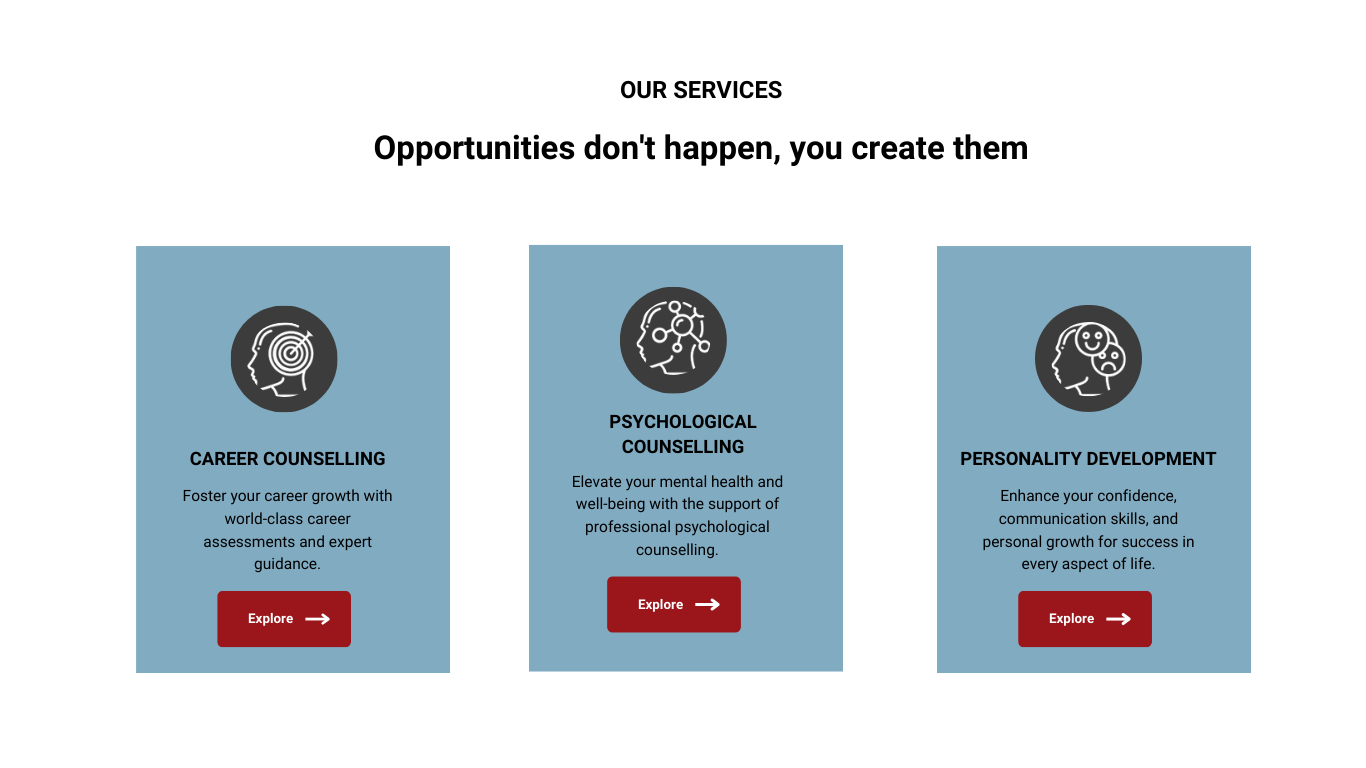 OUR SERVICES
Opportunities don't happen, you create them
CAREER COUNSELLING
Foster your career growth with
world-class career
assessments and expert
guidance.
Explore
PSYCHOLOGICAL
COUNSELLING
Elevate your mental health and
well-being with the support of
professional psychological
counselling.
Explore
PERSONALITY DEVELOPMENT
Enhance your confidence,
communication skills, and
personal growth for success in
every aspect of life.
Explore